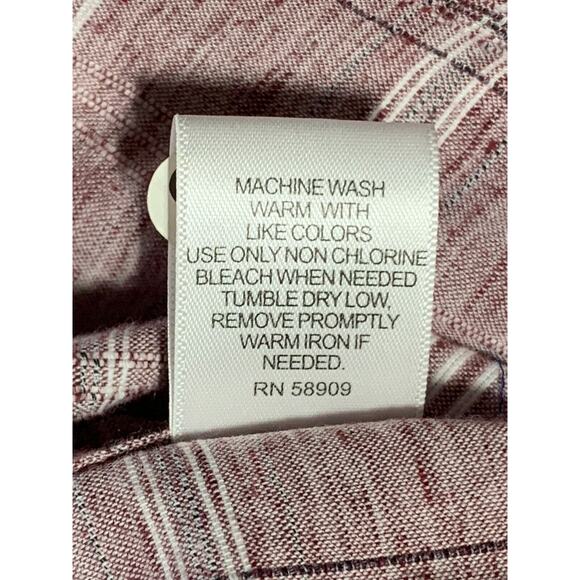 MACHINE WASH
WARM WITH
LIKE COLORS
USE ONLY NON CHLORINE
BLEACH WHEN NEEDED
TUMBLE DRY LOW,
REMOVE PROMPTLY
WARM IRON IF
NEEDED.
RN 58909